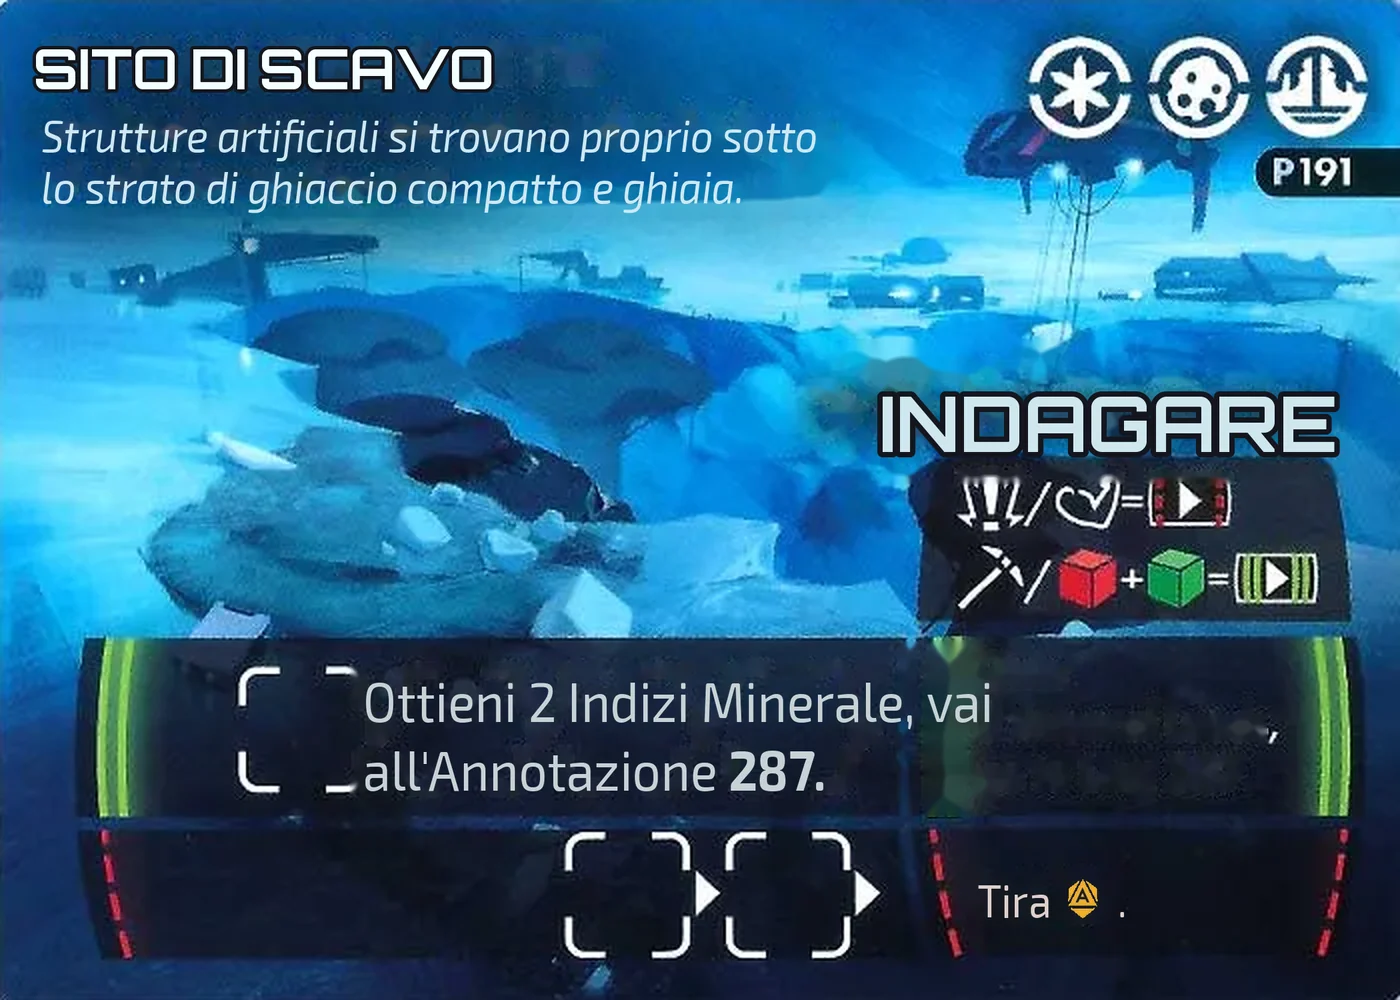 SITO DI SCAVO
Strutture artificiali si trovano proprio sotto
lo strato di ghiaccio compatto e ghiaia.
P191
INDAGARE
/ =
/ + =
Ottieni 2 Indizi Minerale, vai
all'Annotazione 287.
,
Tira A .